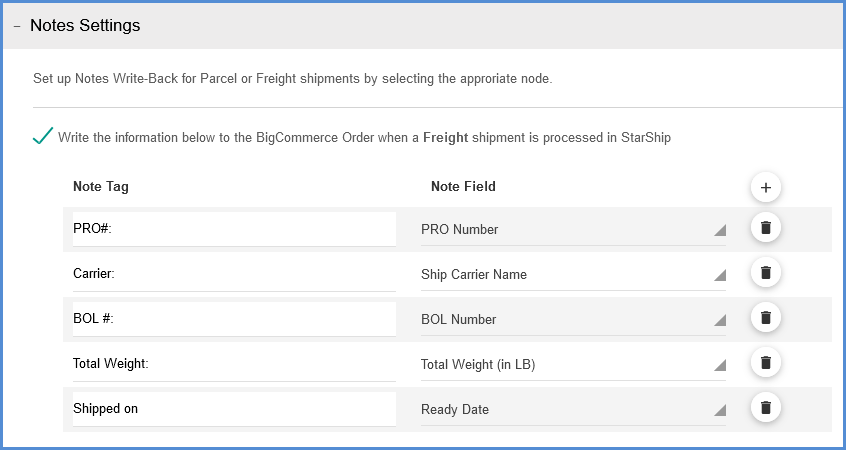 – Notes Settings
Set up Notes Write-Back for Parcel or Freight shipments by selecting the approriate node.
Write the information below to the BigCommerce Order when a Freight shipment is processed in StarShip
Note Tag Note Field +
PRO#: PRO Number
Carrier: Ship Carrier Name
BOL #: BOL Number
Total Weight: Total Weight (in LB)
Shipped on Ready Date